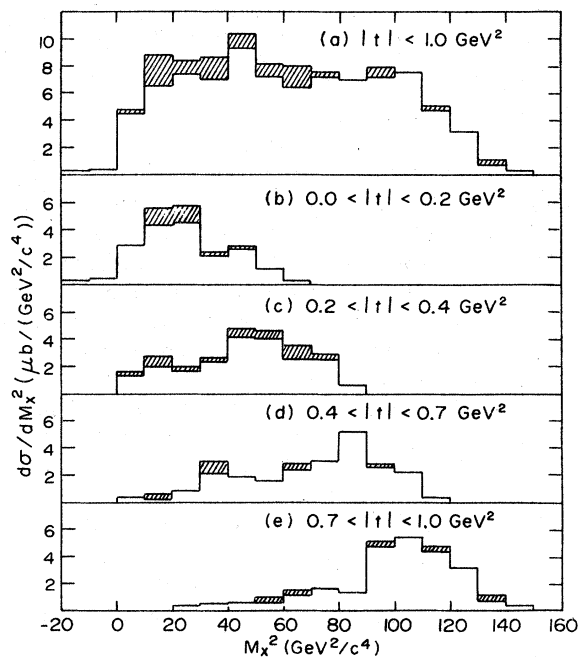 dσ/dMx² (μb/(GeV²/c⁴))
10
8
6
4
2
(a) |t| < 1.0 GeV²
6
4
2
(b) 0.0 < |t| < 0.2 GeV²
6
4
2
(c) 0.2 < |t| < 0.4 GeV²
6
4
2
(d) 0.4 < |t| < 0.7 GeV²
6
4
2
(e) 0.7 < |t| < 1.0 GeV²
-20 0 20 40 60 80 100 120 140 160
Mx² (GeV²/c⁴)